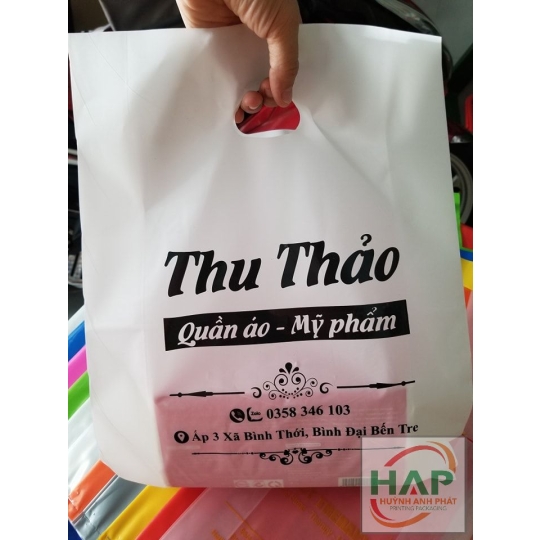 Thu Thảo
Quần áo - Mỹ phẩm
Zalo 0358 346 103
Ấp 3 Xã Bình Thới, Bình Đại Bến Tre
HAP
HUỲNH ANH PHÁT
PRINTING PACKAGING